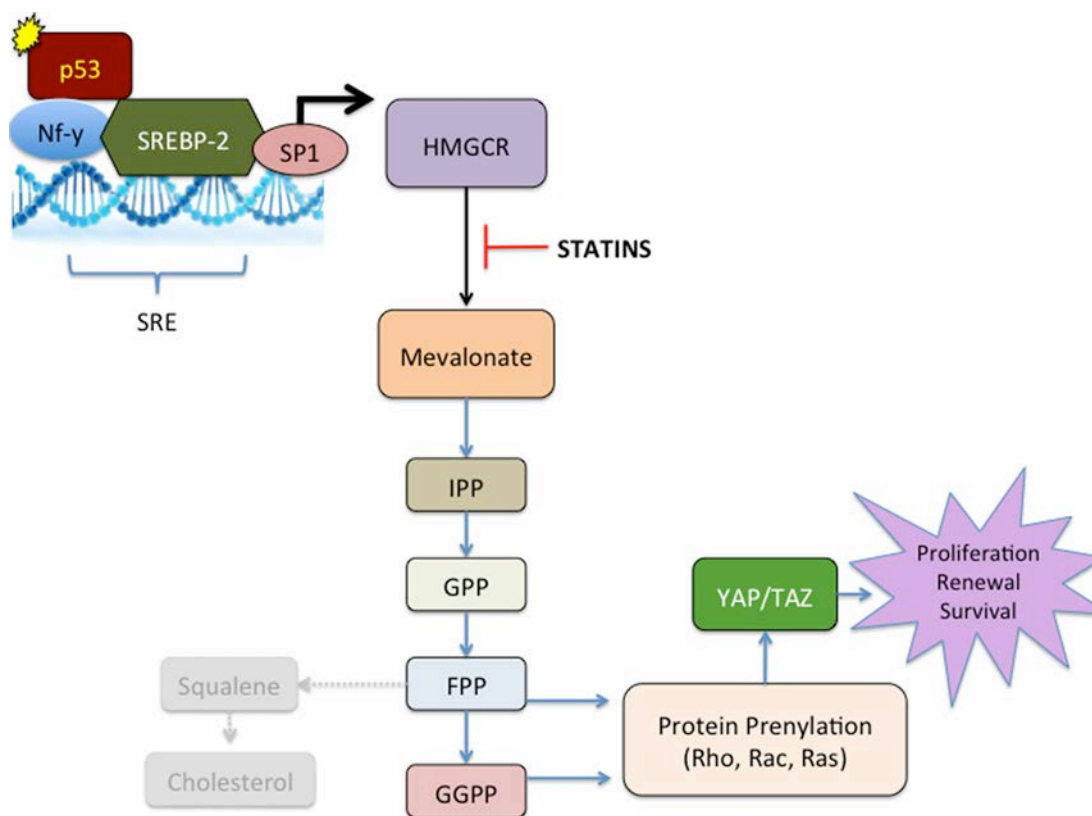 p53
Nf-y
SREBP-2
SP1
HMGCR
SRE
STATINS
Mevalonate
IPP
GPP
FPP
GGPP
Squalene
Cholesterol
Protein Prenylation
(Rho, Rac, Ras)
YAP/TAZ
Proliferation
Renewal
Survival